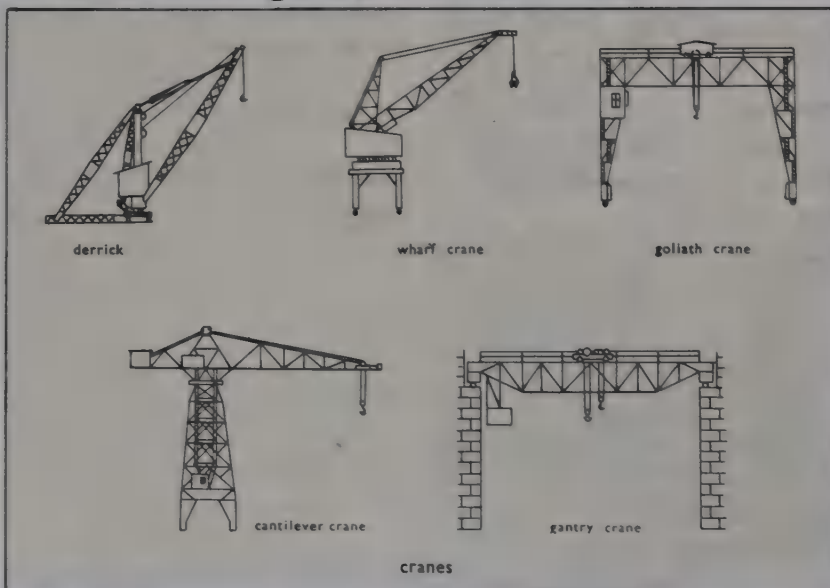 derrick
wharf crane
goliath crane
cantilever crane
gantry crane
cranes